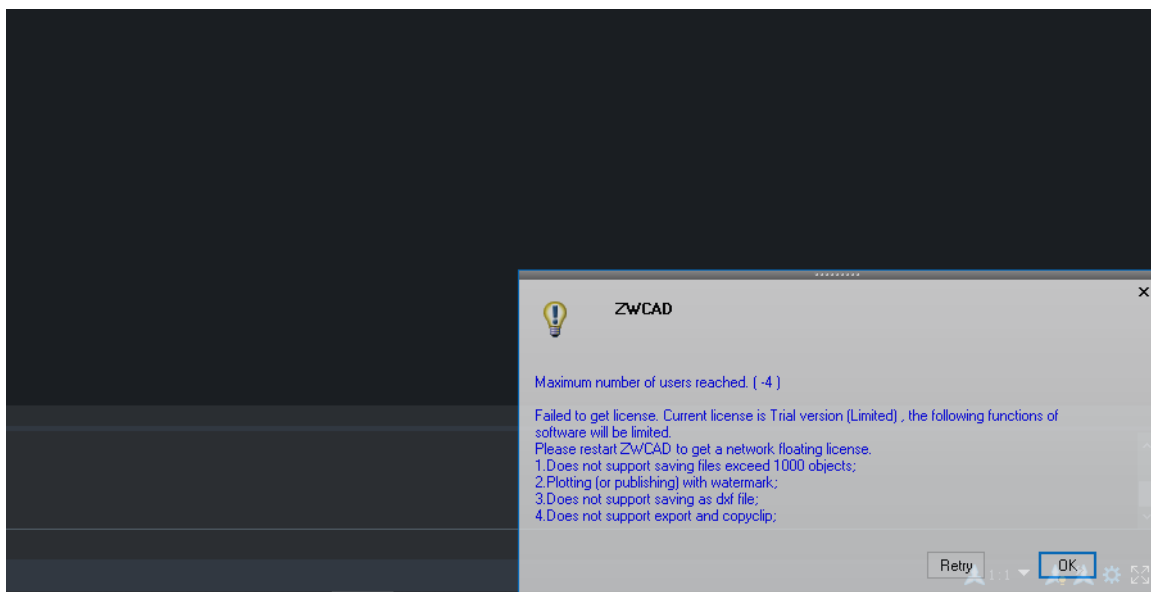 ZWCAD
Maximum number of users reached. ( -4 )
Failed to get license. Current license is Trial version (Limited) , the following functions of
software will be limited.
Please restart ZWCAD to get a network floating license.
1.Does not support saving files exceed 1000 objects;
2.Plotting (or publishing) with watermark;
3.Does not support saving as dxf file;
4.Does not support export and copyclip;
Retry OK
1:1